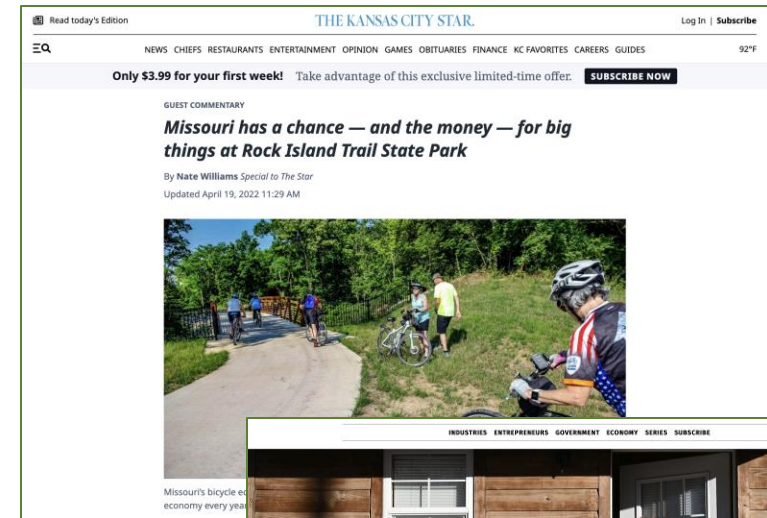 Read today's Edition
THE KANSAS CITY STAR.
Log In | Subscribe
NEWS CHIEFS RESTAURANTS ENTERTAINMENT OPINION GAMES OBITUARIES FINANCE KC FAVORITES CAREERS GUIDES
92°F
Only $3.99 for your first week! Take advantage of this exclusive limited-time offer. SUBSCRIBE NOW
GUEST COMMENTARY
Missouri has a chance — and the money — for big
things at Rock Island Trail State Park
By Nate Williams Special to The Star
Updated April 19, 2022 11:29 AM
Missouri's bicycle
economy every
INDUSTRIES ENTREPRENEURS GOVERNMENT ECONOMY SERIES SUBSCRIBE